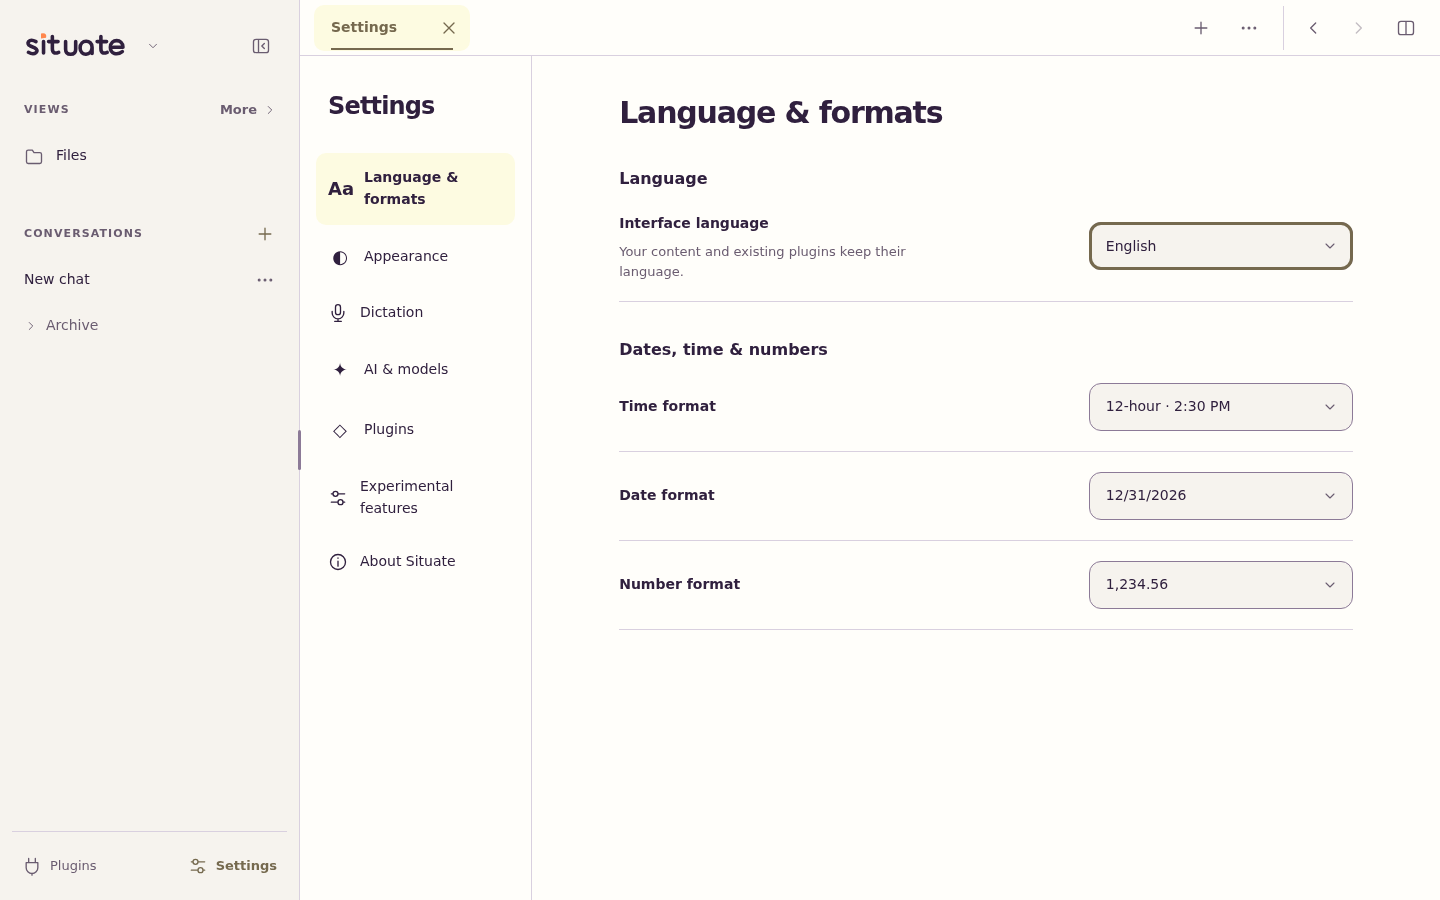 situate
VIEWS
More
Files
CONVERSATIONS
New chat
Archive
Plugins
Settings
Settings
Settings
Aa
Language &
formats
Appearance
Dictation
AI & models
Plugins
Experimental
features
About Situate
Language & formats
Language
Interface language
Your content and existing plugins keep their
language.
English
Dates, time & numbers
Time format
12-hour · 2:30 PM
Date format
12/31/2026
Number format
1,234.56